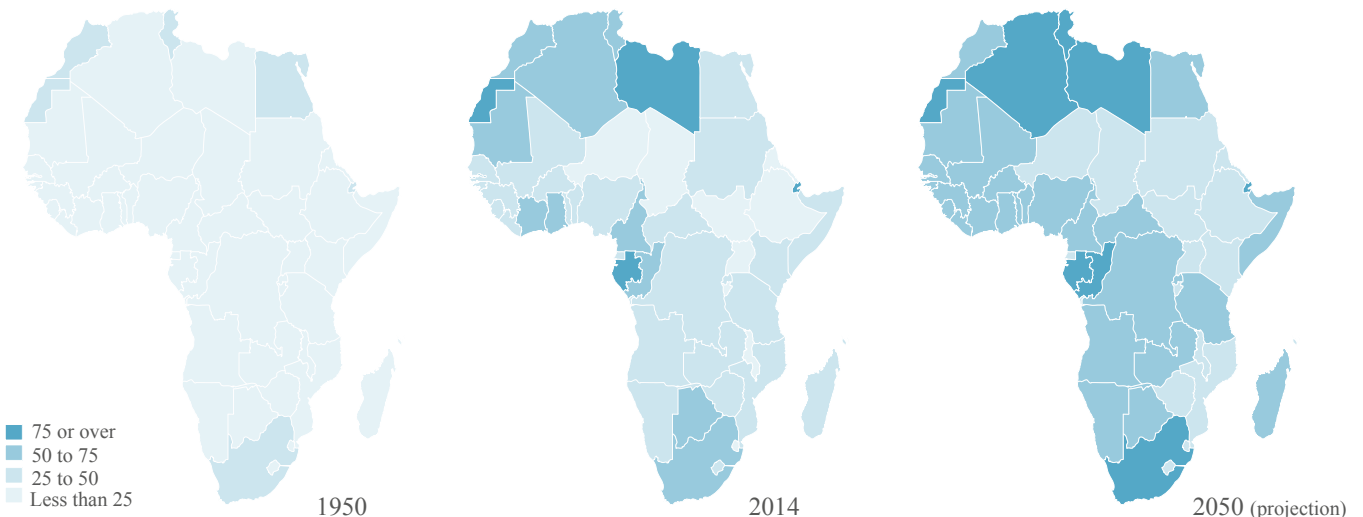 75 or over
50 to 75
25 to 50
Less than 25
1950
2014
2050 (projection)